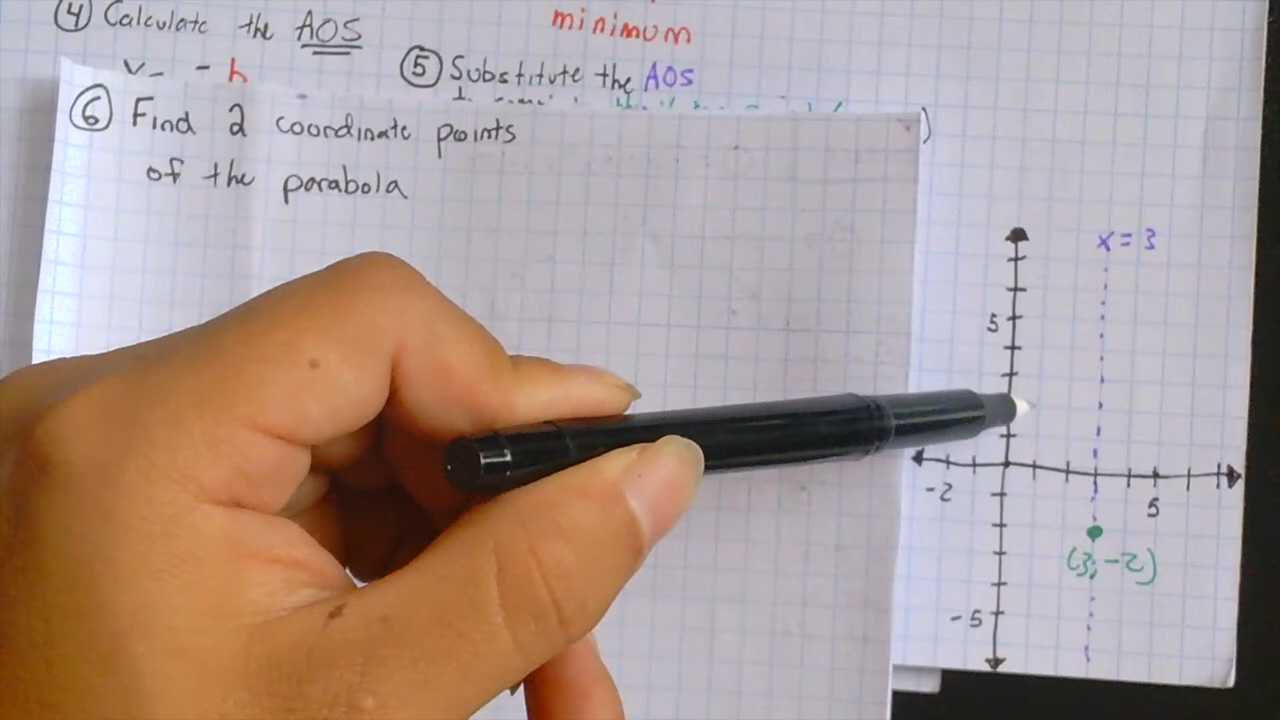 ④ Calculate the AOS
minimum
⑤ Substitute the AOS
⑥ Find 2 coordinate points
of the parabola
x = 3
5
-2
5
(3, -2)
-5